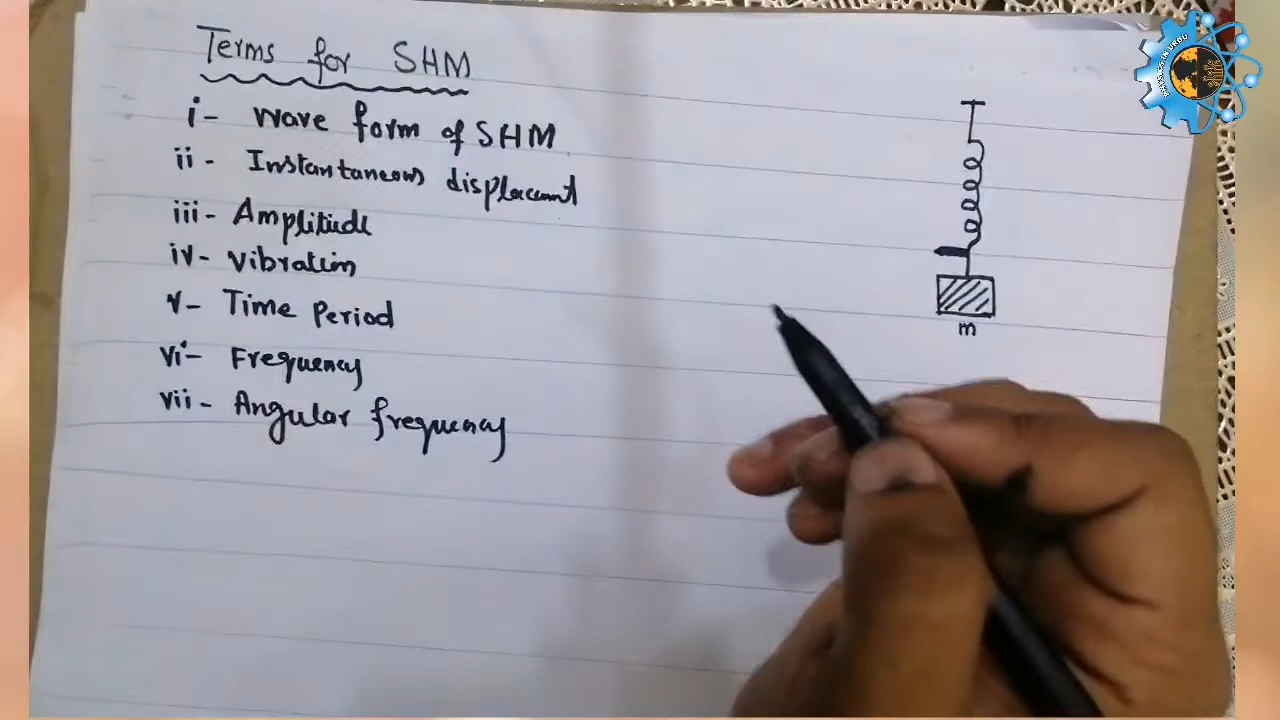 Terms for SHM
i- Wave form of SHM
ii- Instantaneous displacemnt
iii- Amplitude
iv- Vibration
v- Time Period
vi- Frequency
vii- Angular frequency
m